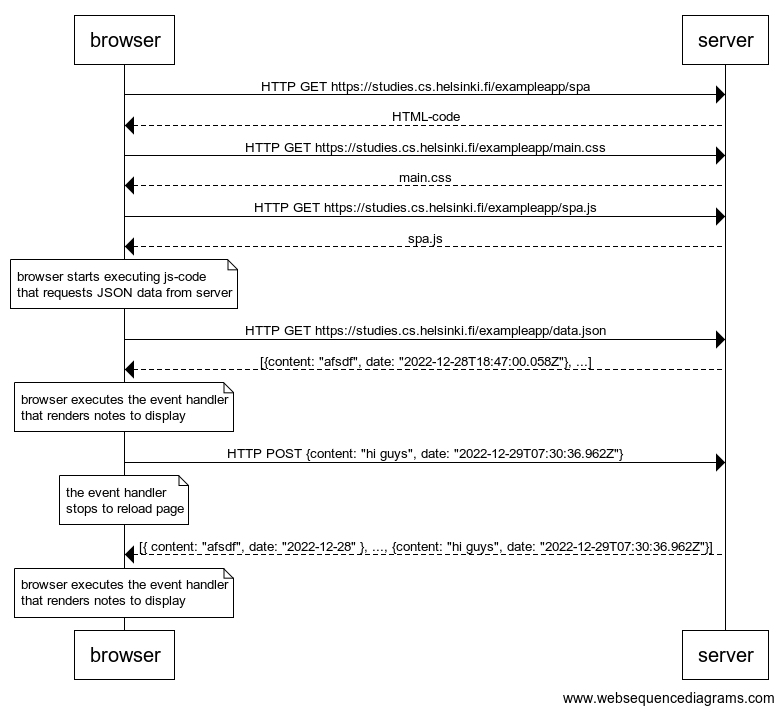 browser
server
HTTP GET https://studies.cs.helsinki.fi/exampleapp/spa
HTML-code
HTTP GET https://studies.cs.helsinki.fi/exampleapp/main.css
main.css
HTTP GET https://studies.cs.helsinki.fi/exampleapp/spa.js
spa.js
browser starts executing js-code
that requests JSON data from server
HTTP GET https://studies.cs.helsinki.fi/exampleapp/data.json
[{content: "afsdf", date: "2022-12-28T18:47:00.058Z"}, ...]
browser executes the event handler
that renders notes to display
HTTP POST {content: "hi guys", date: "2022-12-29T07:30:36.962Z"}
the event handler
stops to reload page
[{ content: "afsdf", date: "2022-12-28" }, ..., {content: "hi guys", date: "2022-12-29T07:30:36.962Z"}]
browser executes the event handler
that renders notes to display
browser
server
www.websequencediagrams.com